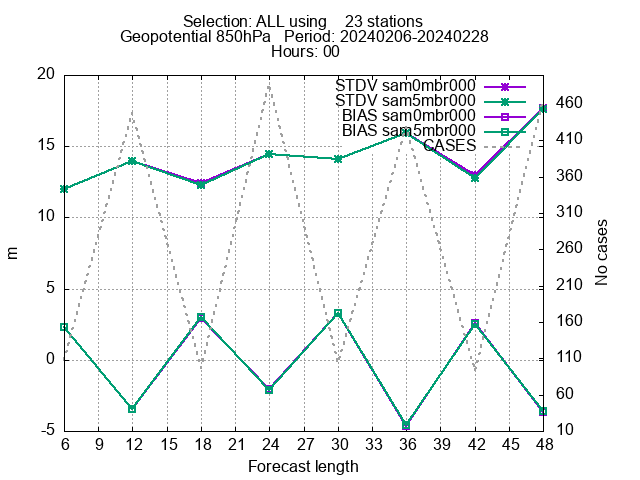 Selection: ALL using    23 stations
Geopotential 850hPa   Period: 20240206-20240228
Hours: 00
STDV sam0mbr000
STDV sam5mbr000
BIAS sam0mbr000
BIAS sam5mbr000
CASES
20
15
10
5
0
-5
m
460
410
360
310
260
210
160
110
60
10
No cases
6 9 12 15 18 21 24 27 30 33 36 39 42 45 48
Forecast length